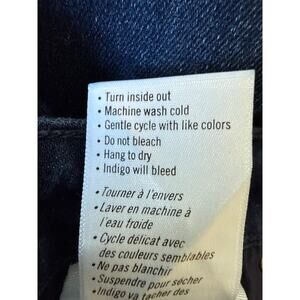 • Turn inside out
• Machine wash cold
• Gentle cycle with like colors
• Do not bleach
• Hang to dry
• Indigo will bleed
• Tourner à l'envers
• Laver en machine à
l'eau froide
• Cycle délicat avec
des couleurs semblables
• Ne pas blanchir
• Suspendre pour sécher
• Indigo va tacher des